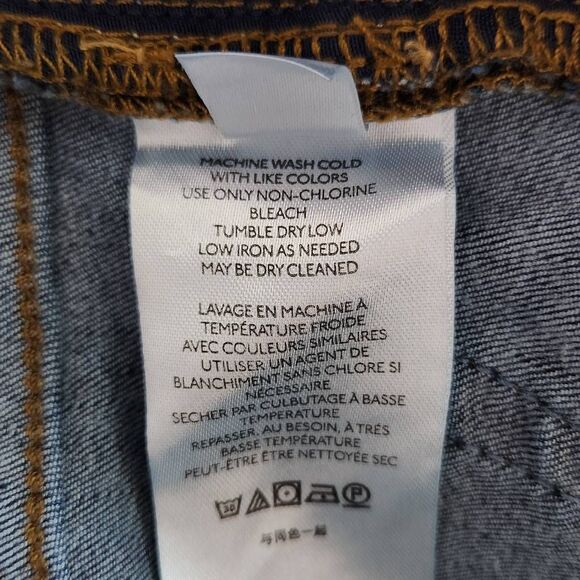 MACHINE WASH COLD
WITH LIKE COLORS
USE ONLY NON-CHLORINE
BLEACH
TUMBLE DRY LOW
LOW IRON AS NEEDED
MAY BE DRY CLEANED
LAVAGE EN MACHINE À
TEMPÉRATURE FROIDE
AVEC COULEURS SIMILAIRES
UTILISER UN AGENT DE
BLANCHIMENT SANS CHLORE SI
NÉCESSAIRE
SECHER PAR CULBUTAGE À BASSE
TEMPERATURE
REPASSER, AU BESOIN, À TRÈS
BASSE TEMPÉRATURE
PEUT-ÊTRE ÊTRE NETTOYÉE SEC
30 P
与同色一起